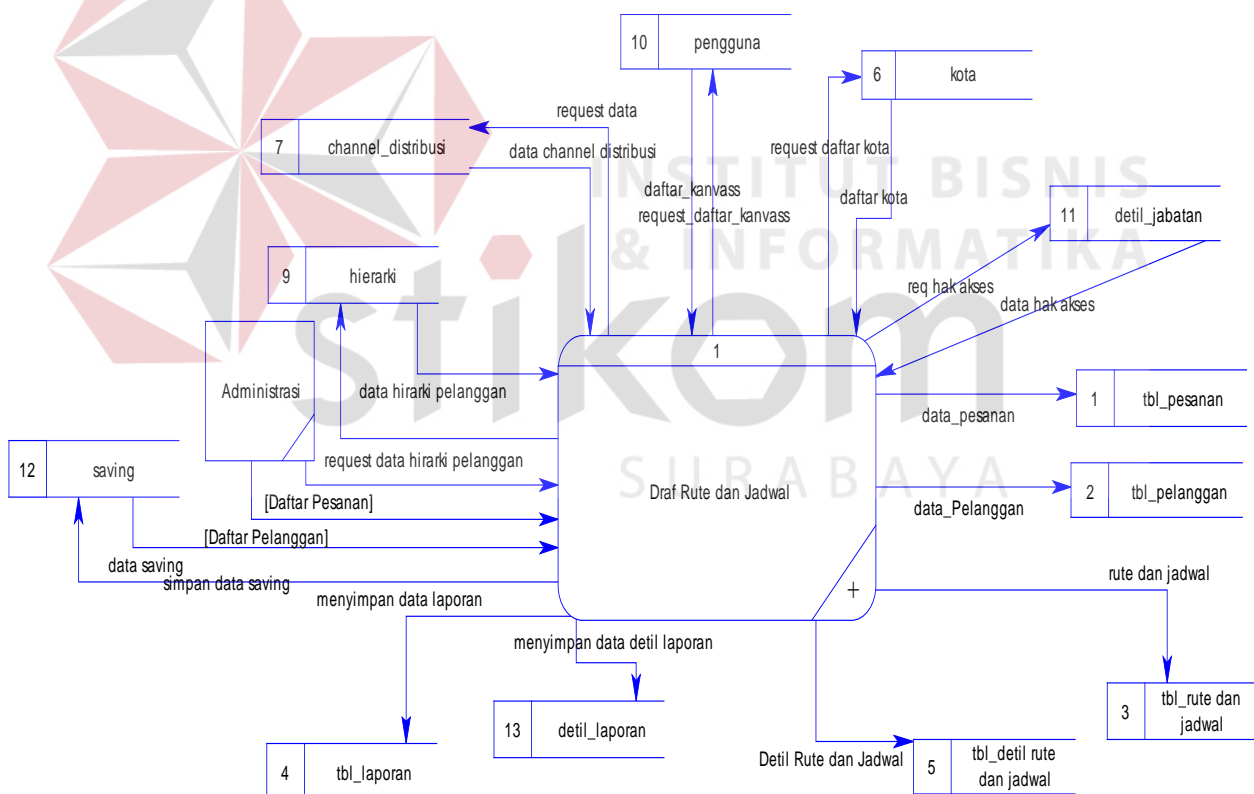 10 pengguna
6 kota
request data
7 channel_distribusi
data channel distribusi
request daftar kota
INSTITUT BISNIS
daftar_kanvass
daftar kota
request_daftar_kanvass
11 detil_jabatan
& INFORMATIKA
9 hierarki
req hak akses
data hak akses
stikom
1
Administrasi
data hirarki pelanggan
1 tbl_pesanan
data_pesanan
12 saving
request data hirarki pelanggan
SURABAYA
Draf Rute dan Jadwal
2 tbl_pelanggan
[Daftar Pesanan]
data_Pelanggan
[Daftar Pelanggan]
data saving
simpan data saving
rute dan jadwal
+
menyimpan data laporan
menyimpan data detil laporan
3 tbl_rute dan
jadwal
13 detil_laporan
Detil Rute dan Jadwal
5 tbl_detil rute
dan jadwal
4 tbl_laporan